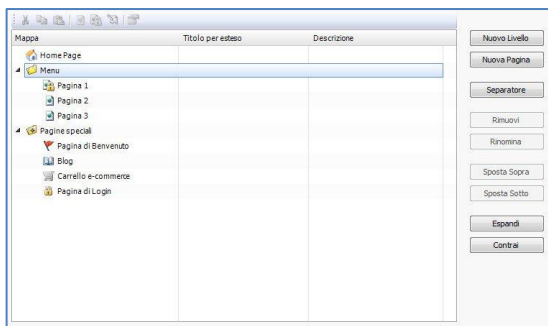 Mappa Titolo per esteso Descrizione
Home Page
Menu
Pagina 1
Pagina 2
Pagina 3
Pagine speciali
Pagina di Benvenuto
Blog
Carrello e-commerce
Pagina di Login
Nuovo Livello
Nuova Pagina
Separatore
Rimuovi
Rinomina
Sposta Sopra
Sposta Sotto
Espandi
Contrai